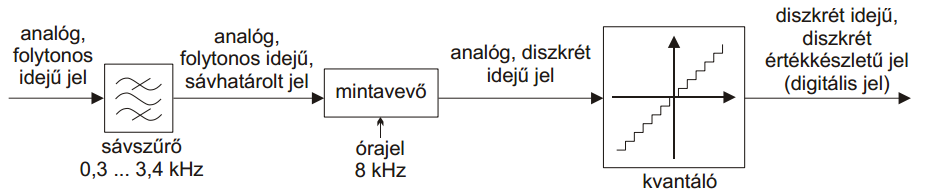 analóg,
folytonos
idejű jel
sávszűrő
0,3 ... 3,4 kHz
analóg,
folytonos idejű,
sávhatárolt jel
mintavevő
órajel
8 kHz
analóg, diszkrét
idejű jel
kvantáló
diszkrét idejű,
diszkrét
értékkészletű jel
(digitális jel)